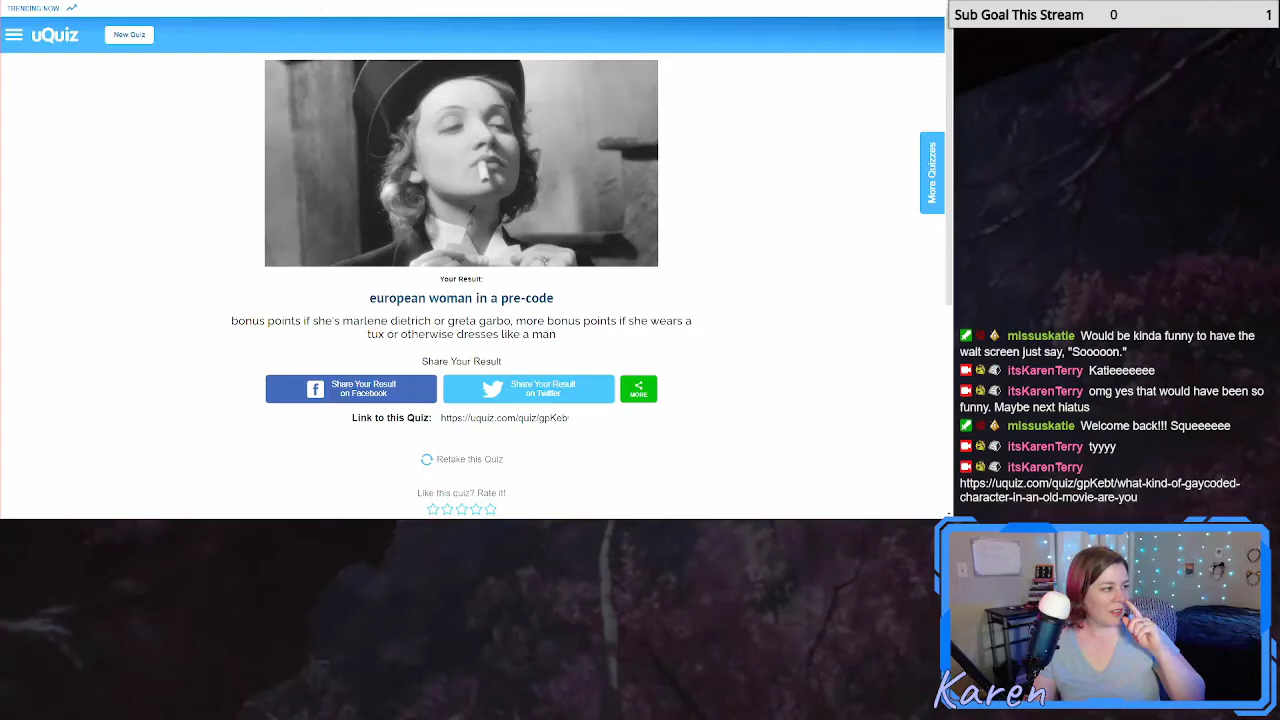 TRENDING NOW
uQuiz
New Quiz
More Quizzes
Your Result:
european woman in a pre-code
bonus points if she's marlene dietrich or greta garbo, more bonus points if she wears a
tux or otherwise dresses like a man
Share Your Result
Share Your Result
on Facebook
Share Your Result
on Twitter
MORE
Link to this Quiz: https://uquiz.com/quiz/gpKeb
Retake this Quiz
Like this quiz? Rate it!
Sub Goal This Stream 0 1
missuskatie Would be kinda funny to have the
wait screen just say, "Sooooon."
itsKarenTerry Katieeeeeee
itsKarenTerry omg yes that would have been so
funny. Maybe next hiatus
missuskatie Welcome back!!! Squeeeeee
itsKarenTerry tyyyy
itsKarenTerry
https://uquiz.com/quiz/gpKebt/what-kind-of-gaycoded-
character-in-an-old-movie-are-you
Karen